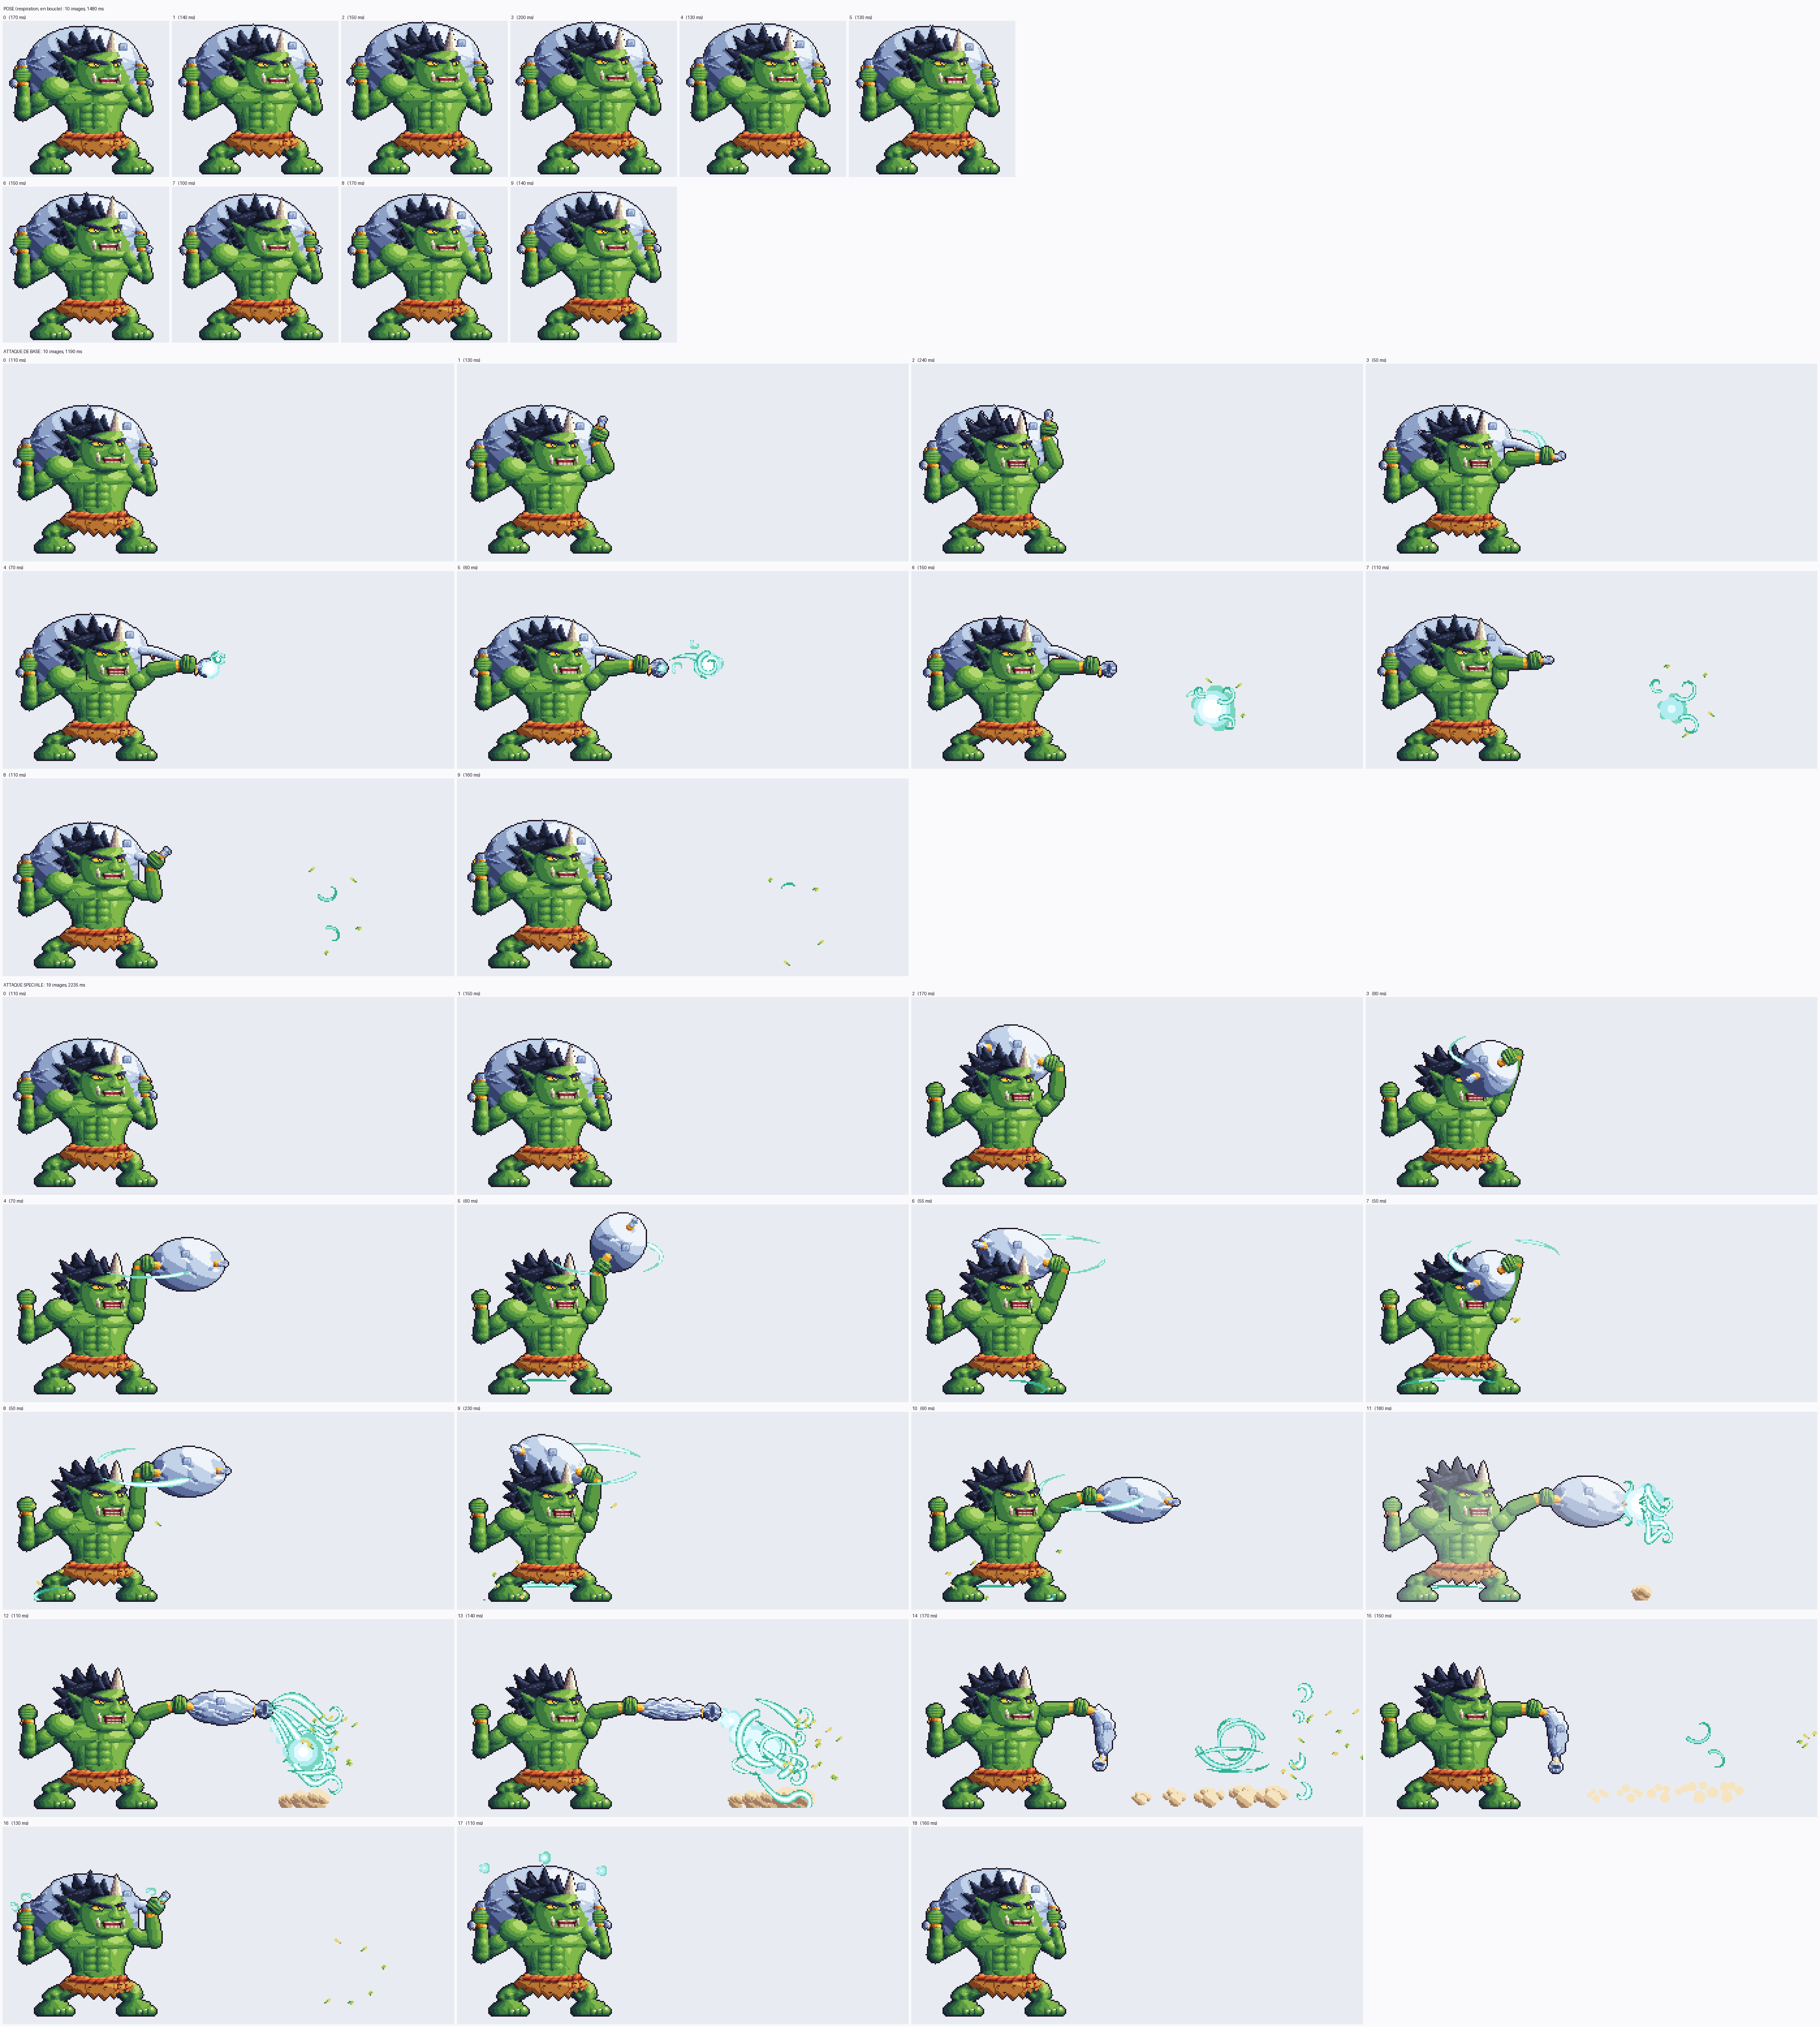 POSE (respiration, en boucle) : 10 images, 1480 ms
0 (170 ms) 1 (140 ms) 2 (150 ms) 3 (200 ms) 4 (130 ms) 5 (130 ms)
6 (150 ms) 7 (100 ms) 8 (170 ms) 9 (140 ms)
ATTAQUE DE BASE : 10 images, 1190 ms
0 (110 ms) 1 (130 ms) 2 (240 ms) 3 (50 ms)
4 (70 ms) 5 (60 ms) 6 (150 ms) 7 (110 ms)
8 (110 ms) 9 (160 ms)
ATTAQUE SPECIALE : 19 images, 2235 ms
0 (110 ms) 1 (150 ms) 2 (170 ms) 3 (80 ms)
4 (70 ms) 5 (60 ms) 6 (55 ms) 7 (50 ms)
8 (50 ms) 9 (230 ms) 10 (60 ms) 11 (180 ms)
12 (110 ms) 13 (140 ms) 14 (170 ms) 15 (150 ms)
16 (130 ms) 17 (110 ms) 18 (160 ms)